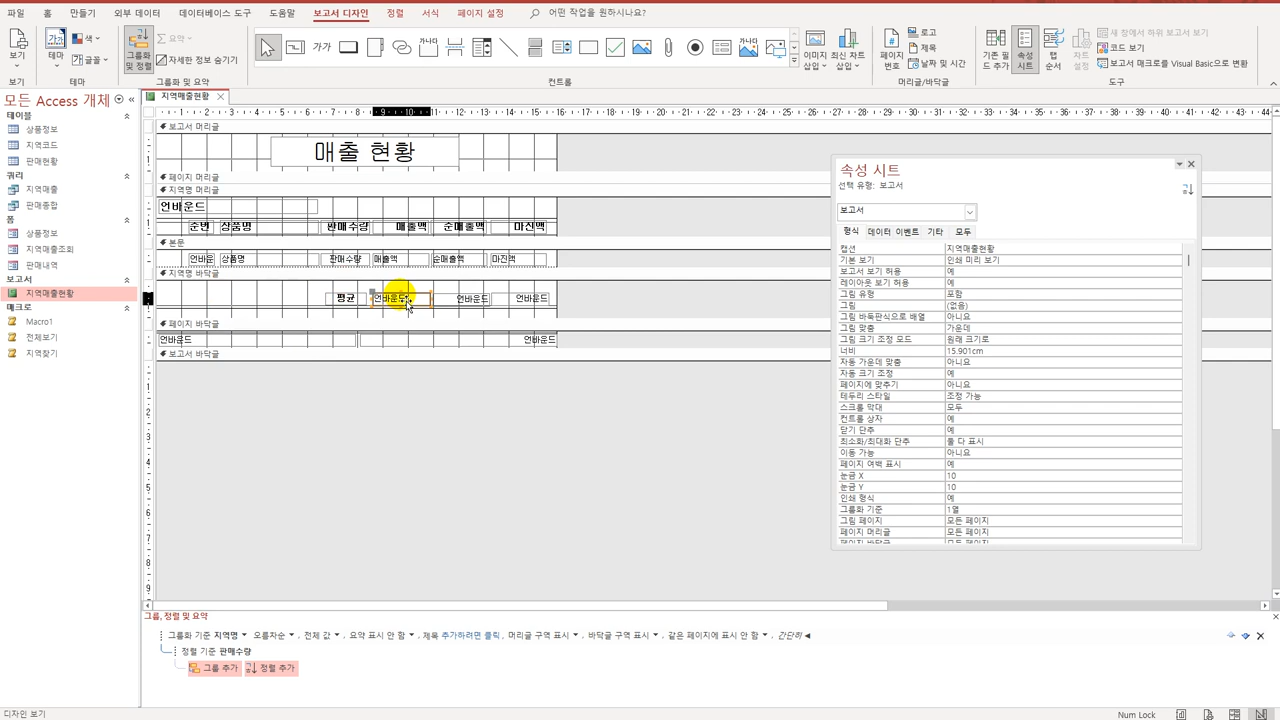 파일 홈 만들기 외부 데이터 데이터베이스 도구 도움말 보고서 디자인 정렬 서식 페이지 설정 어떤 작업을 원하시나요?
보기 테마 색 글꼴 그룹화 및 정렬 요약 자세한 정보 숨기기 가가 이미지 삽입 최신 차트 삽입 페이지 번호 로고 제목 날짜 및 시간 기존 필드 추가 속성 시트 탭 순서 차트 설정 새 창에서 하위 보고서 보기 코드 보기 보고서 매크로를 Visual Basic으로 변환
보기 테마 그룹화 및 요약 컨트롤 머리글/바닥글 도구
모든 Access 개체
테이블
상품정보
지역코드
판매현황
쿼리
지역매출
판매종합
폼
상품정보
지역매출조회
판매내역
보고서
지역매출현황
매크로
Macro1
전체보기
지역찾기
지역매출현황
보고서 머리글
매출 현황
페이지 머리글
지역명 머리글
언바운드
순번 상품명 판매수량 매출액 순매출액 마진액
본문
언바운 상품명 판매수량 매출액 순매출액 마진액
지역명 바닥글
평균 언바운드 언바운드 언바운드
페이지 바닥글
언바운드 언바운드
보고서 바닥글
속성 시트
선택 유형: 보고서
보고서
형식 데이터 이벤트 기타 모두
캡션 지역매출현황
기본 보기 인쇄 미리 보기
보고서 보기 허용 예
레이아웃 보기 허용 예
그림 유형 포함
그림 (없음)
그림 바둑판식으로 배열 아니요
그림 맞춤 가운데
그림 크기 조정 모드 원래 크기로
너비 15.901cm
자동 가운데 맞춤 아니요
자동 크기 조정 예
페이지에 맞추기 아니요
테두리 스타일 조정 가능
스크롤 막대 모두
컨트롤 상자 예
닫기 단추 예
최소화/최대화 단추 둘 다 표시
이동 가능 아니요
페이지 여백 표시 예
눈금 X 10
눈금 Y 10
인쇄 형식 예
그룹화 기준 1열
그림 페이지 모든 페이지
페이지 머리글 모든 페이지
페이지 바닥글 모든 페이지
그룹, 정렬 및 요약
그룹화 기준 지역명 오름차순, 전체 값, 요약 표시 안 함, 제목 추가하려면 클릭, 머리글 구역 표시, 바닥글 구역 표시, 같은 페이지에 표시 안 함, 간단히
정렬 기준 판매수량
그룹 추가 정렬 추가
디자인 보기 Num Lock